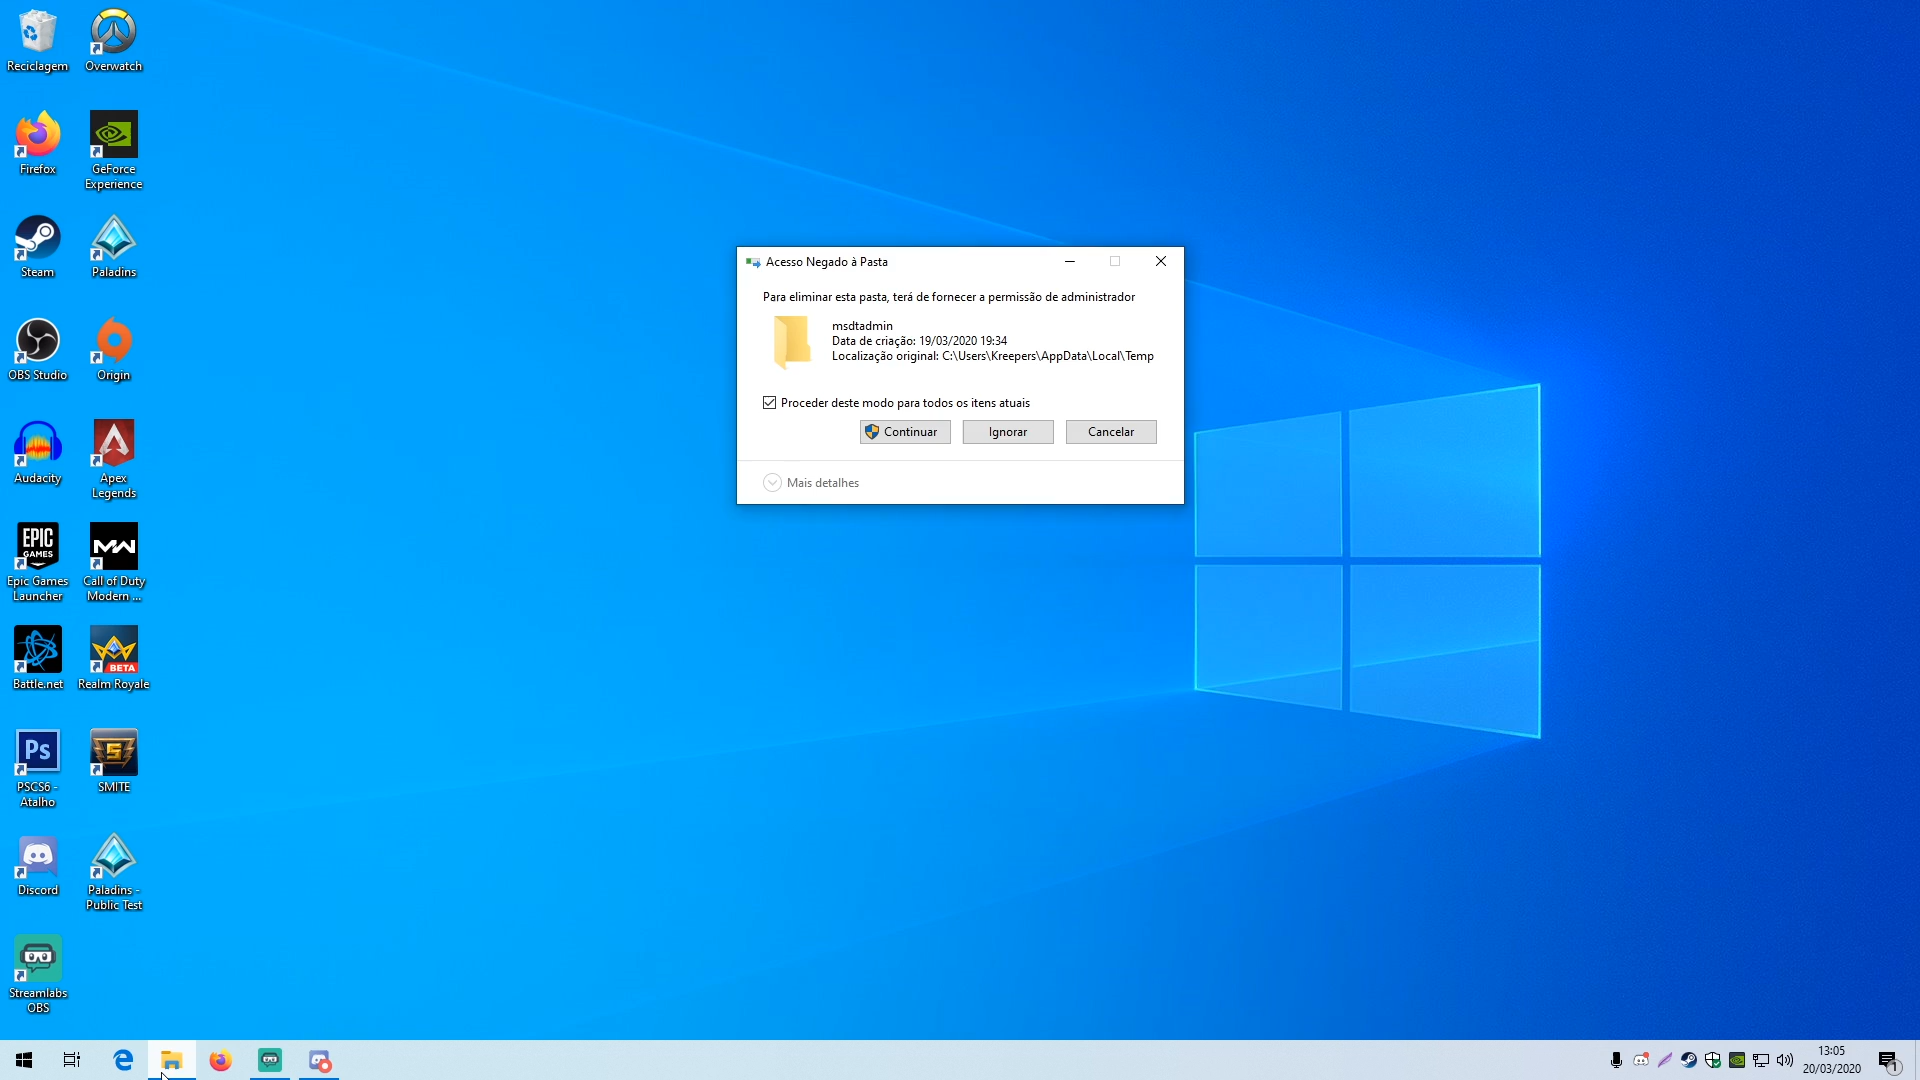 Reciclagem
Overwatch
Firefox
GeForce
Experience
Steam
Paladins
OBS Studio
Origin
Audacity
Apex
Legends
EPIC
GAMES
Epic Games
Launcher
MW
Call of Duty
Modern ...
Battle.net
BETA
Realm Royale
Ps
PSCS6 -
Atalho
S
SMITE
Discord
Paladins -
Public Test
Streamlabs
OBS
Acesso Negado à Pasta
Para eliminar esta pasta, terá de fornecer a permissão de administrador
msdtadmin
Data de criação: 19/03/2020 19:34
Localização original: C:\Users\Kreepers\AppData\Local\Temp
Proceder deste modo para todos os itens atuais
Continuar
Ignorar
Cancelar
Mais detalhes
13:05
20/03/2020
1